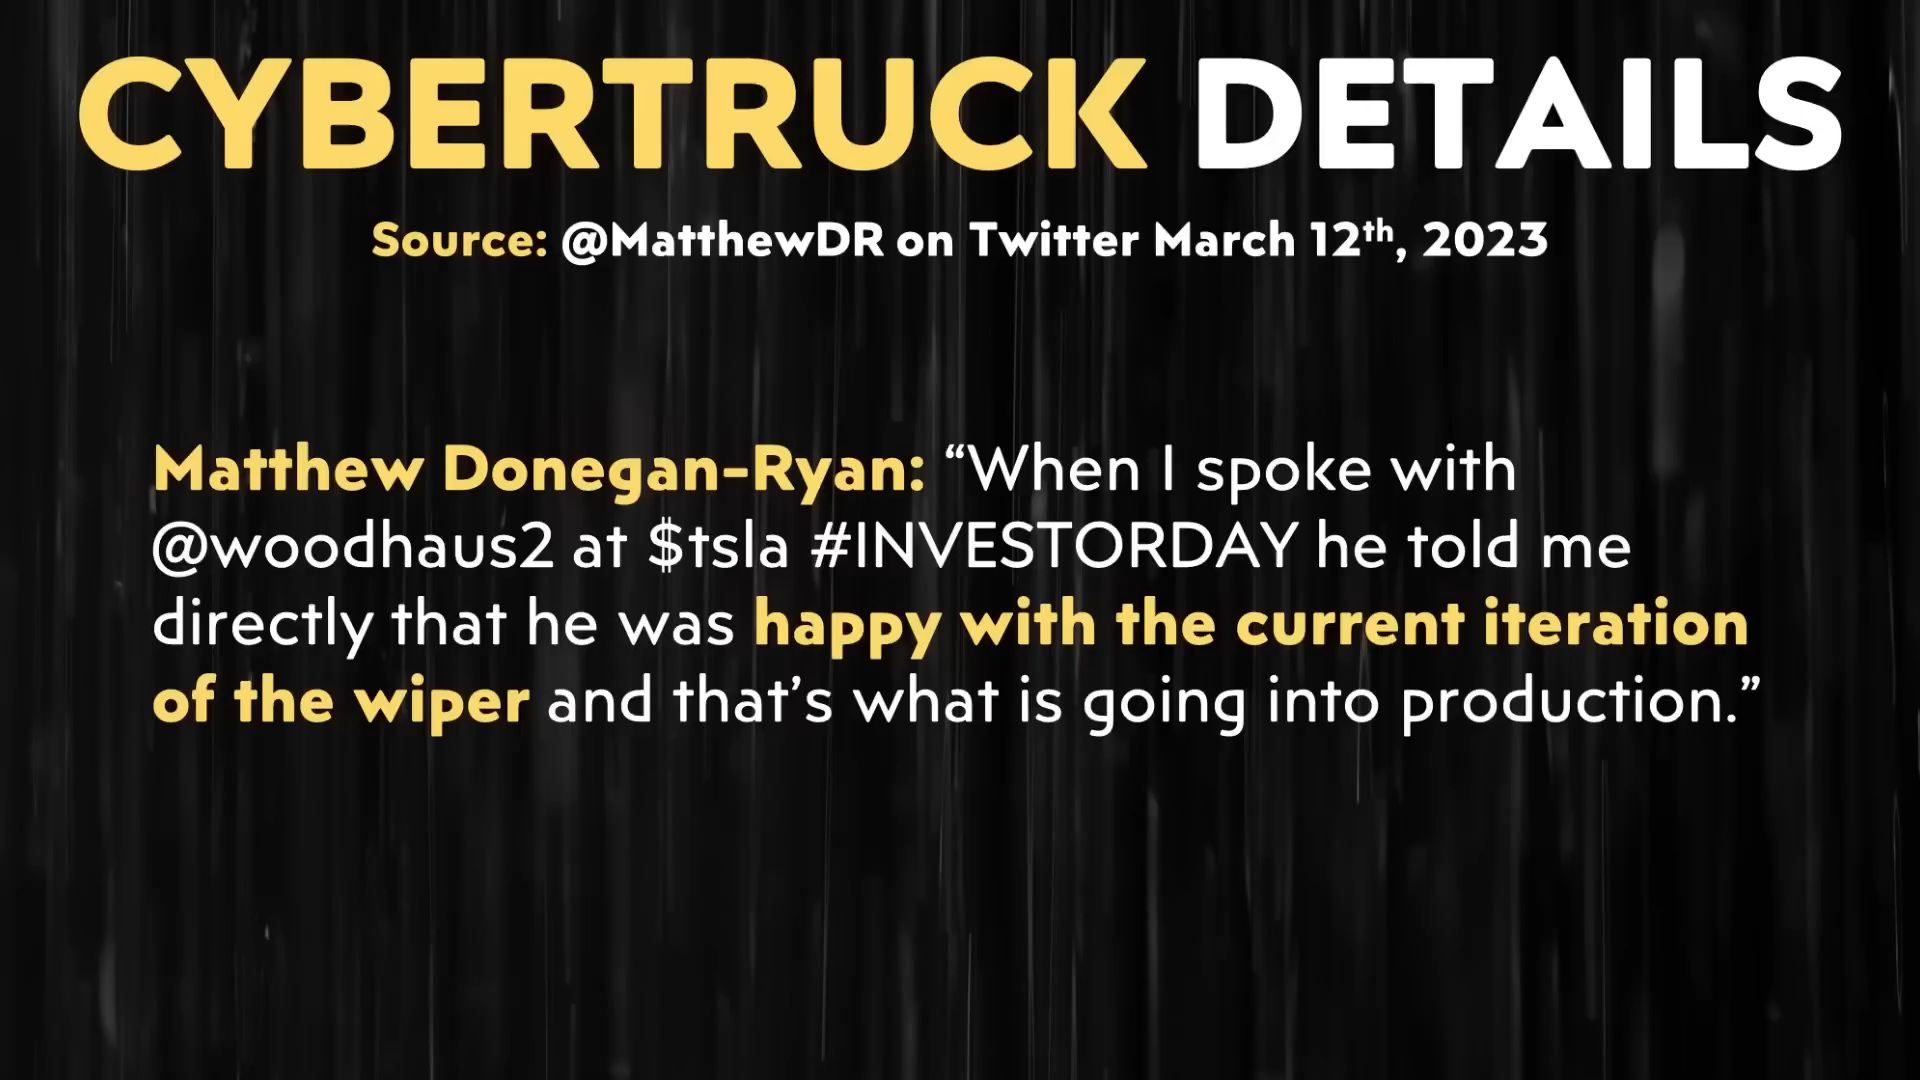 CYBERTRUCK DETAILS
Source: @MatthewDR on Twitter March 12th, 2023
Matthew Donegan-Ryan: “When I spoke with
@woodhaus2 at $tsla #INVESTORDAY he told me
directly that he was happy with the current iteration
of the wiper and that’s what is going into production.”